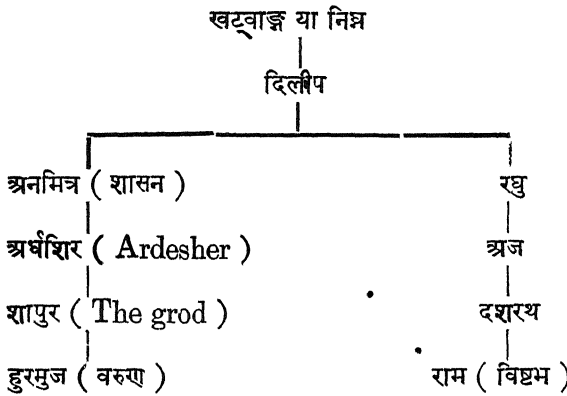 खट्वाङ्ग या निघ्न
दिलीप
अनमित्र ( शासन ) रघु
अर्धशिर ( Ardesher ) अज
शापुर ( The grod ) दशरथ
हुरमुज ( वरुण ) राम ( विष्टभ )